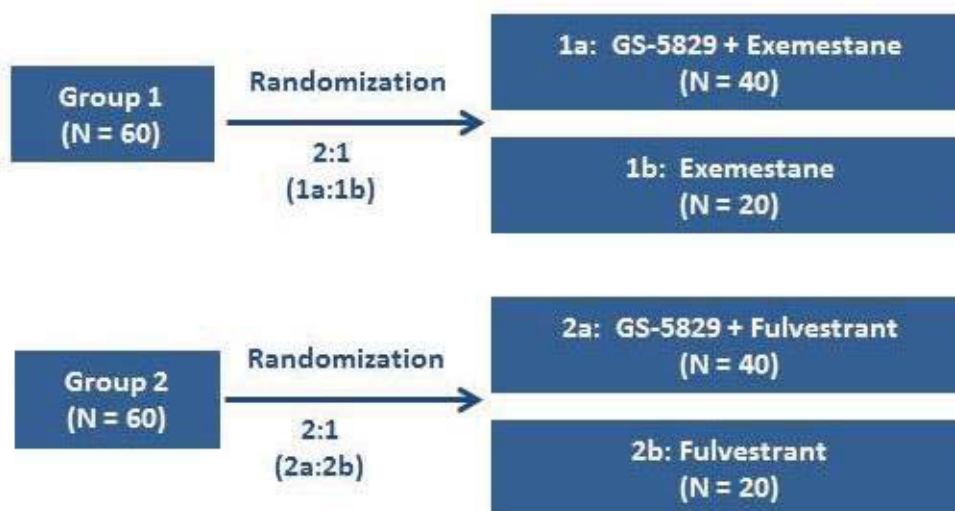 Group 1
(N = 60)
Randomization
2:1
(1a:1b)
1a: GS-5829 + Exemestane
(N = 40)
1b: Exemestane
(N = 20)
Group 2
(N = 60)
Randomization
2:1
(2a:2b)
2a: GS-5829 + Fulvestrant
(N = 40)
2b: Fulvestrant
(N = 20)